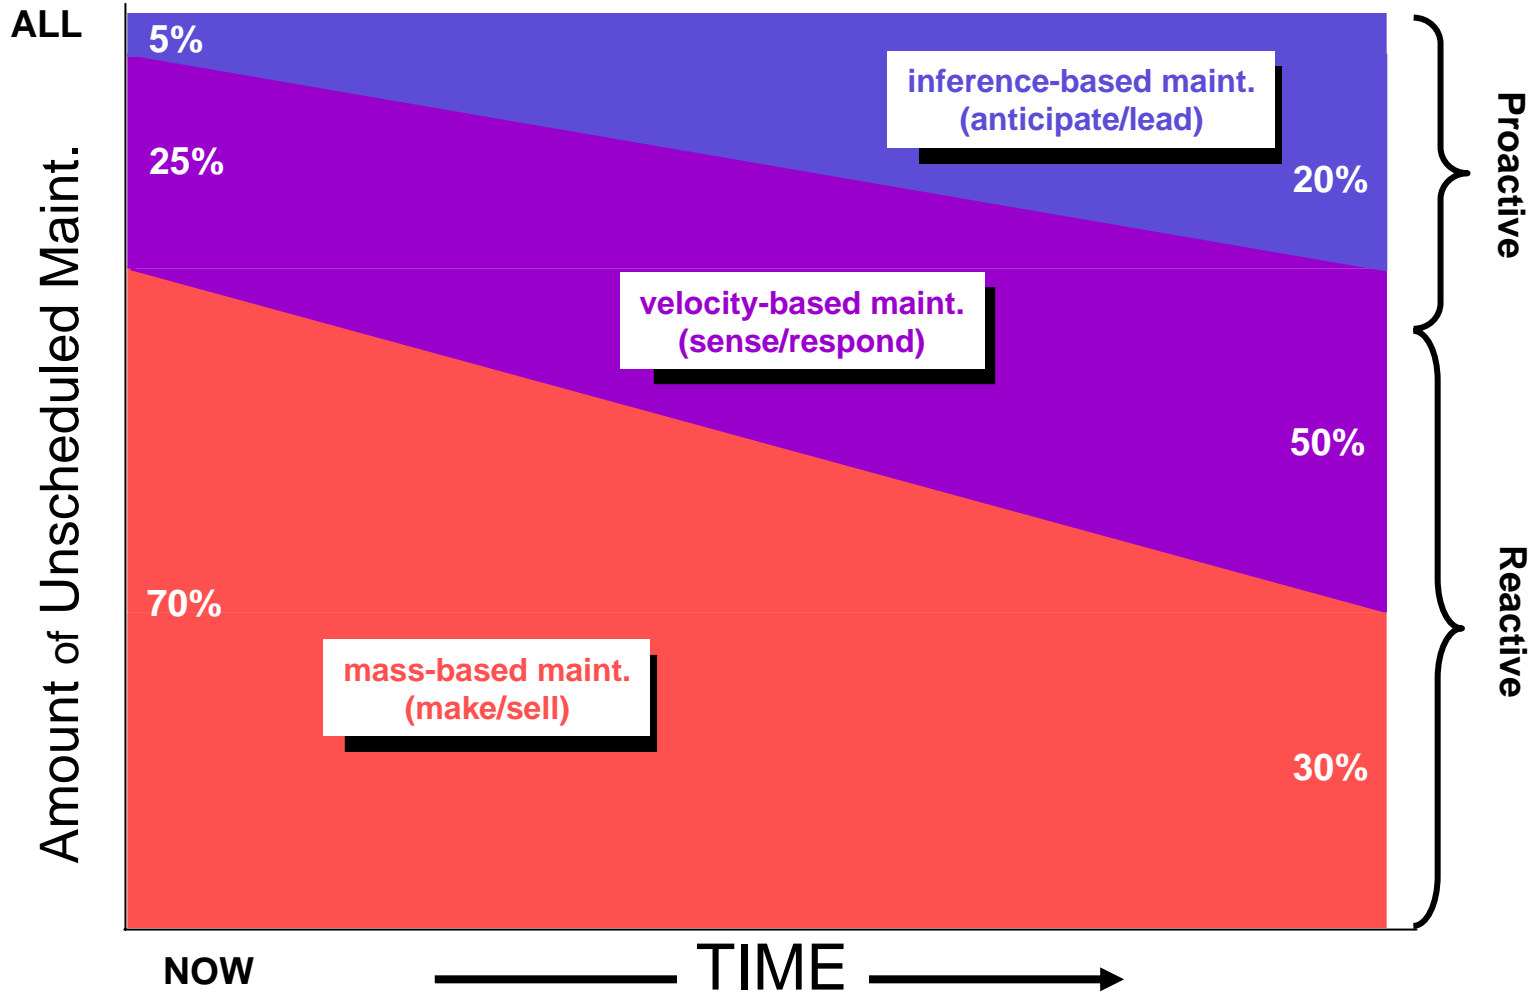 ALL
5%
inference-based maint.
(anticipate/lead)
Proactive
25%
20%
Amount of Unscheduled Maint.
velocity-based maint.
(sense/respond)
50%
Reactive
70%
mass-based maint.
(make/sell)
30%
NOW
TIME